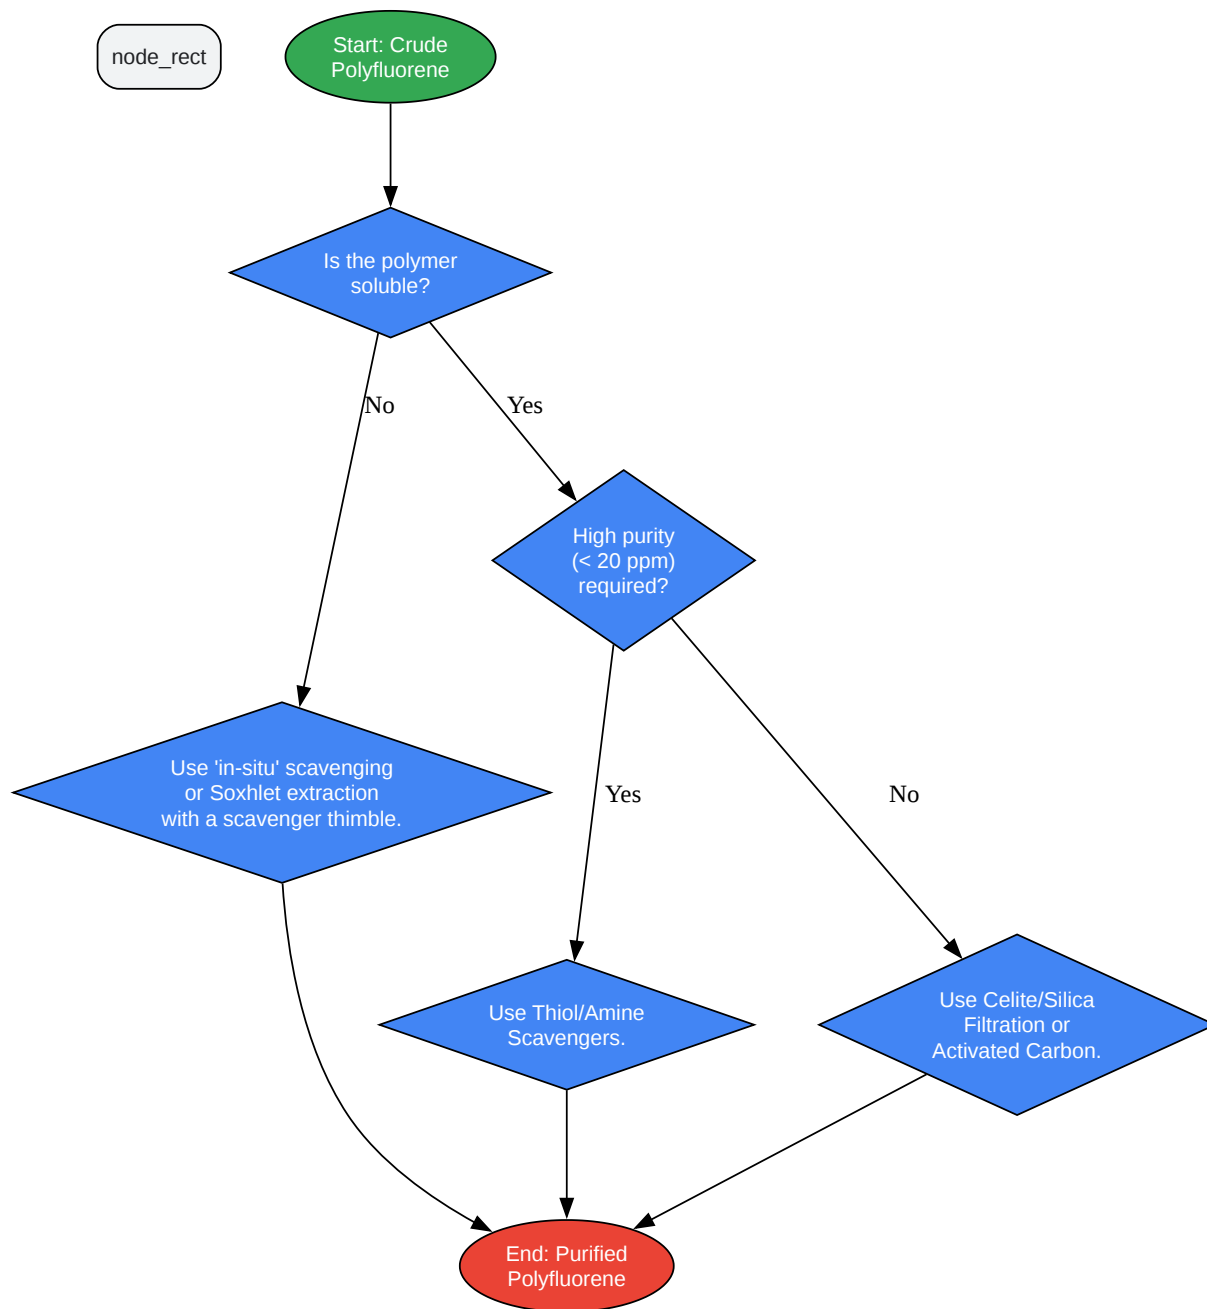 node_rect
Start: Crude
Polyfluorene
Is the polymer
soluble?
No
Yes
High purity
(< 20 ppm)
required?
Use 'in-situ' scavenging
or Soxhlet extraction
with a scavenger thimble.
Yes
No
Use Thiol/Amine
Scavengers.
Use Celite/Silica
Filtration or
Activated Carbon.
End: Purified
Polyfluorene